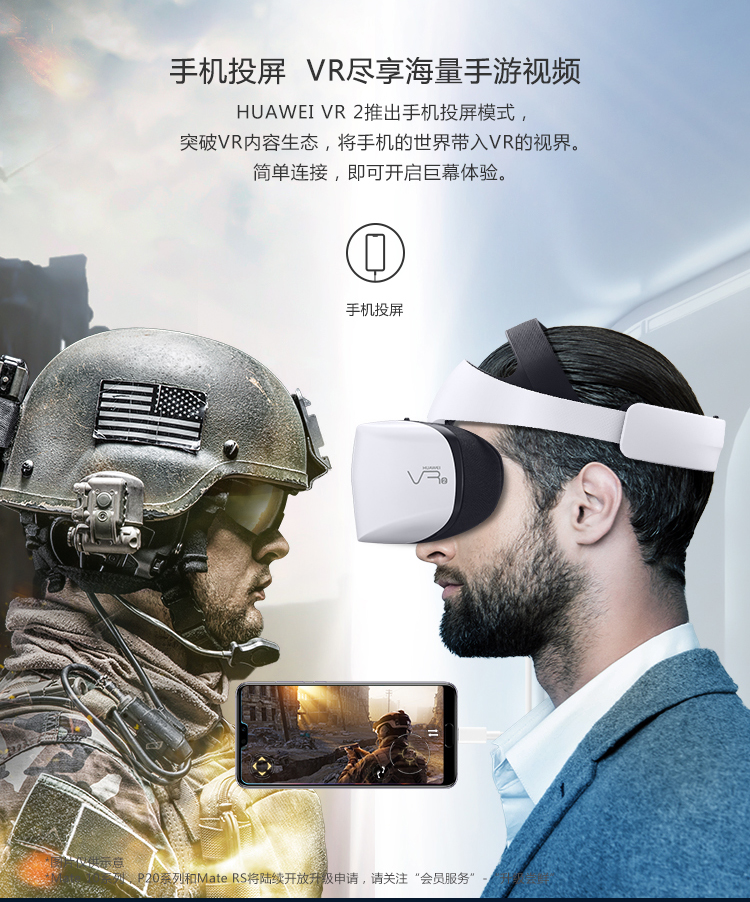 手机投屏 VR尽享海量手游视频
HUAWEI VR 2推出手机投屏模式，
突破VR内容生态，将手机的世界带入VR的视界。
简单连接，即可开启巨幕体验。
手机投屏
HUAWEI
VR2
示意
P20系列和Mate RS将陆续开放升级申请，请关注“会员服务”-